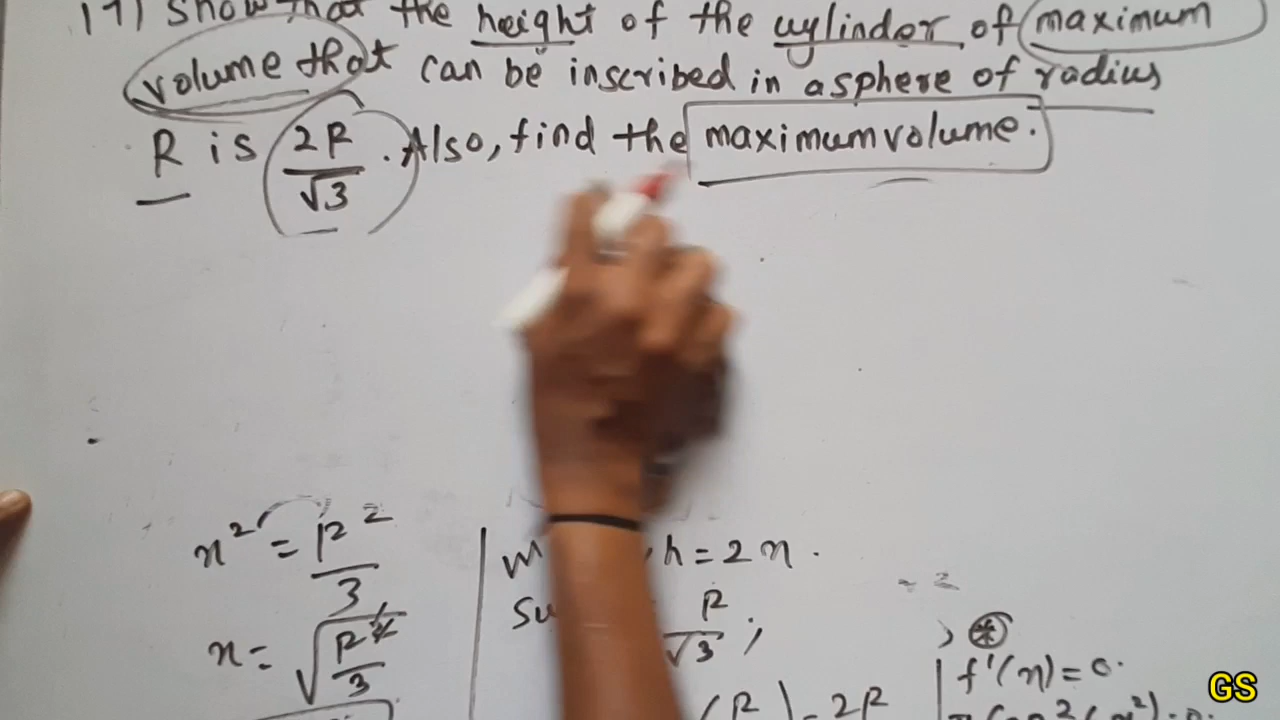 17) Show that the height of the cylinder of maximum
volume that can be inscribed in a sphere of radius
R is 2R/√3. Also, find the maximum volume.
x² = R²/3
x = √(R²/3)
h = 2x.
R/√3;
(R) = 2R
, ⊛
f'(x) = 0.
GS